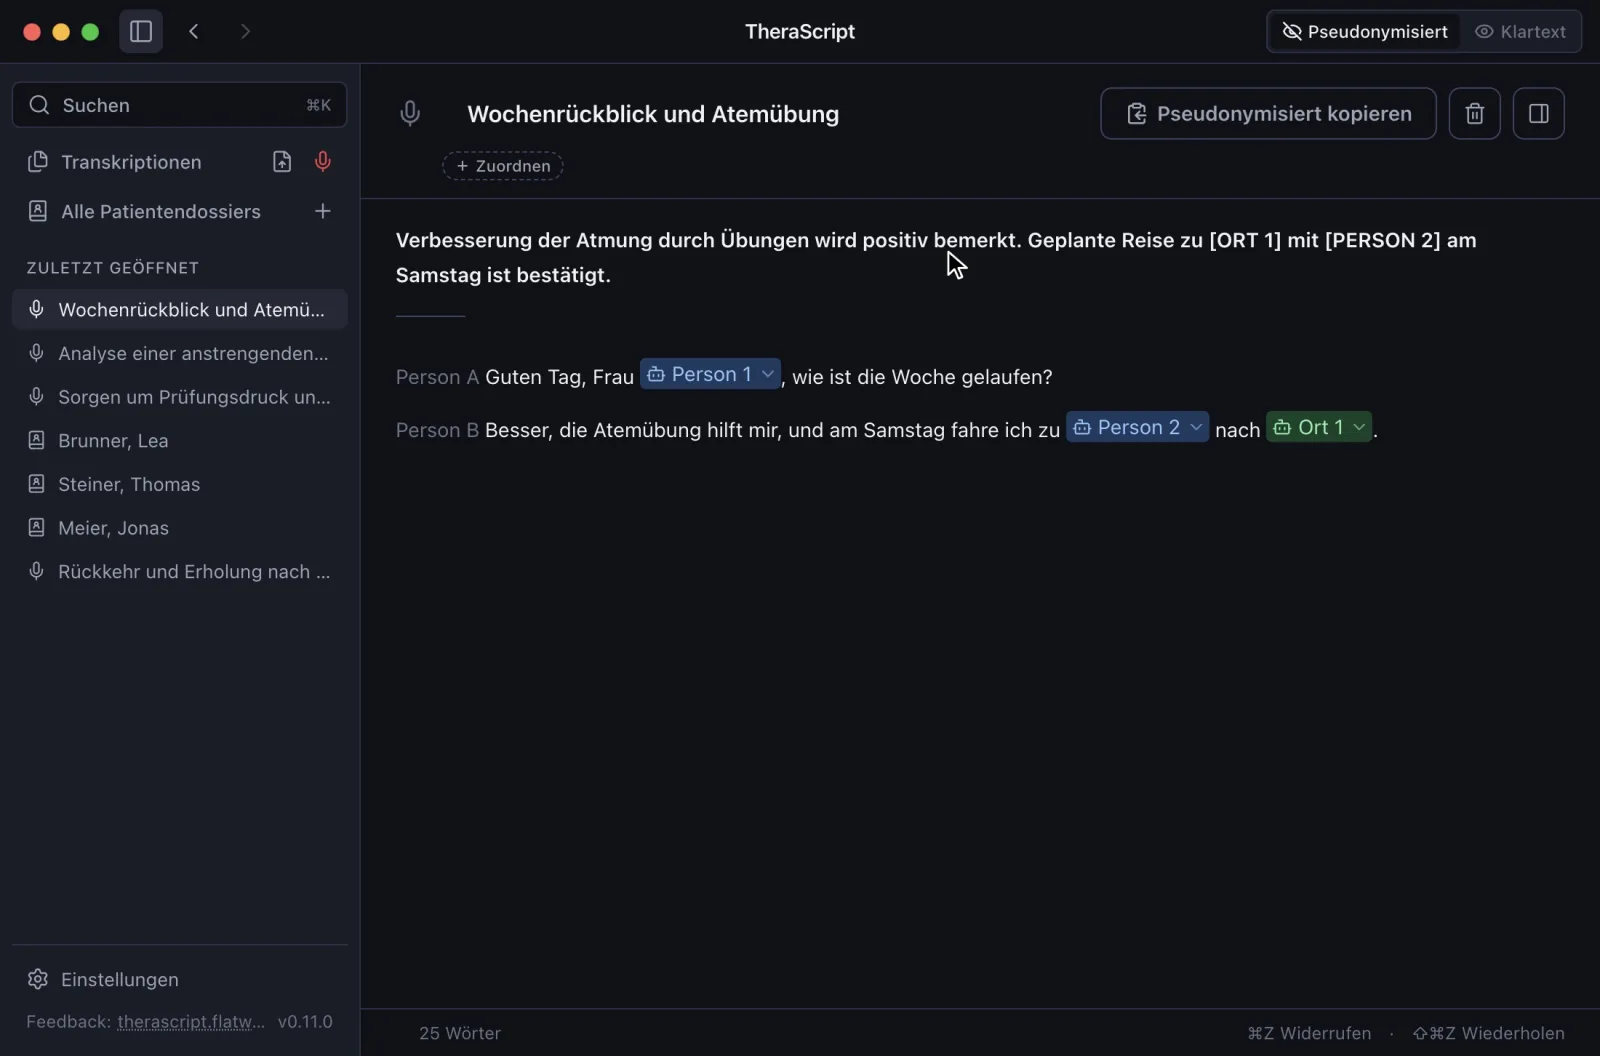 TheraScript
Pseudonymisiert
Klartext
Suchen
⌘K
Transkriptionen
Alle Patientendossiers
ZULETZT GEÖFFNET
Wochenrückblick und Atemü...
Analyse einer anstrengenden...
Sorgen um Prüfungsdruck un...
Brunner, Lea
Steiner, Thomas
Meier, Jonas
Rückkehr und Erholung nach ...
Einstellungen
Feedback: therascript.flatw... v0.11.0
Wochenrückblick und Atemübung
Pseudonymisiert kopieren
+ Zuordnen
Verbesserung der Atmung durch Übungen wird positiv bemerkt. Geplante Reise zu [ORT 1] mit [PERSON 2] am
Samstag ist bestätigt.
Person A Guten Tag, Frau Person 1, wie ist die Woche gelaufen?
Person B Besser, die Atemübung hilft mir, und am Samstag fahre ich zu Person 2 nach Ort 1.
25 Wörter
⌘Z Widerrufen · ⇧⌘Z Wiederholen